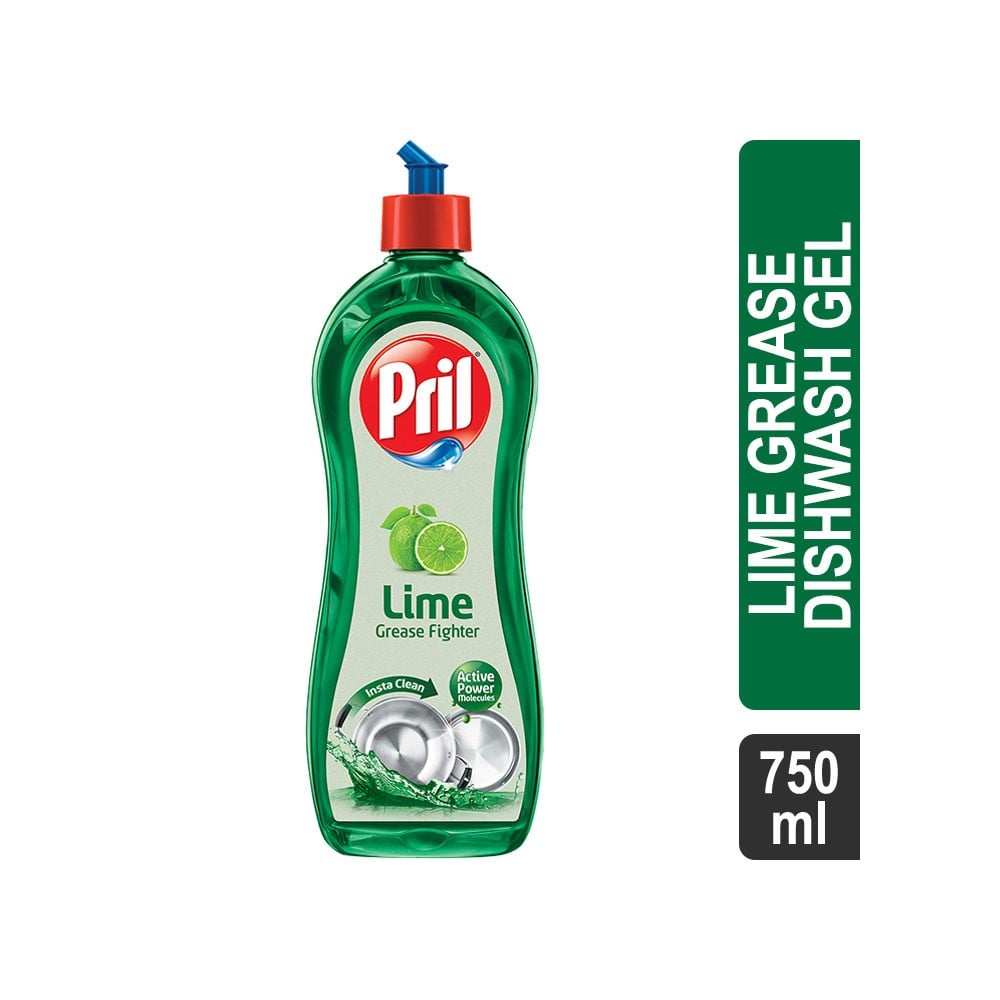 Pril
Lime
Grease Fighter
Insta Clean
Active
Power
Molecules
LIME GREASE
DISHWASH GEL
750
ml